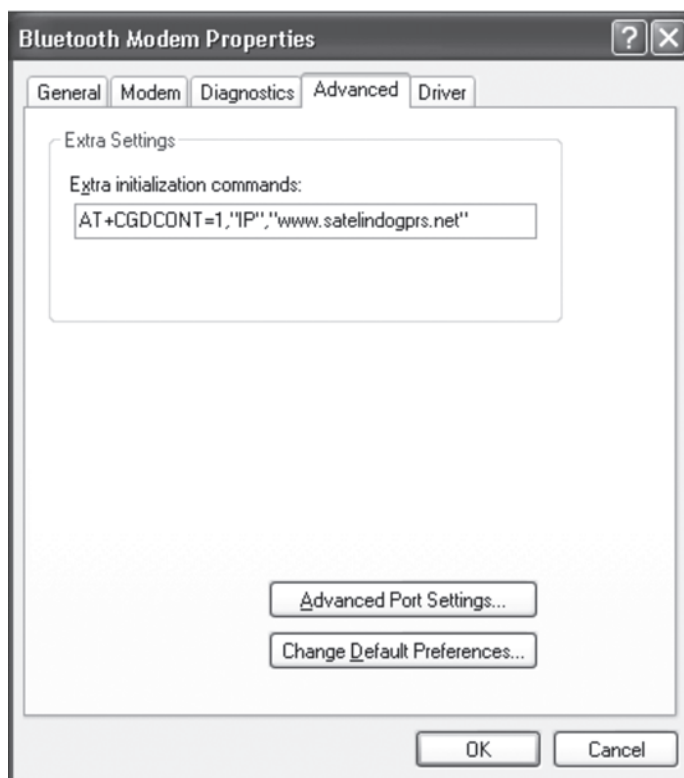 Bluetooth Modem Properties
General Modem Diagnostics Advanced Driver
Extra Settings
Extra initialization commands:
AT+CGDCONT=1,"IP","www.satelindogprs.net"
Advanced Port Settings...
Change Default Preferences...
OK Cancel